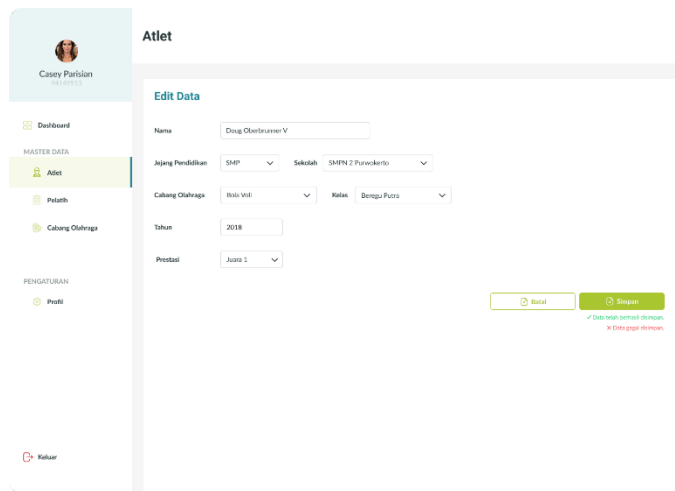 Atlet
Casey Parisian
Edit Data
Nama Doug Oberbrunner V
Dashboard
MASTER DATA
Jejang Pendidikan SMP Sekolah SMPN 2 Purwokerto
Atlet
Cabang Olahraga Bola Voli Kelas Beregu Putra
Pelatih
Cabang Olahraga
Tahun 2018
Prestasi Juara 1
PENGATURAN
Profil
Batal Simpan
✓ Data telah berhasil disimpan.
✕ Data gagal disimpan.
Keluar